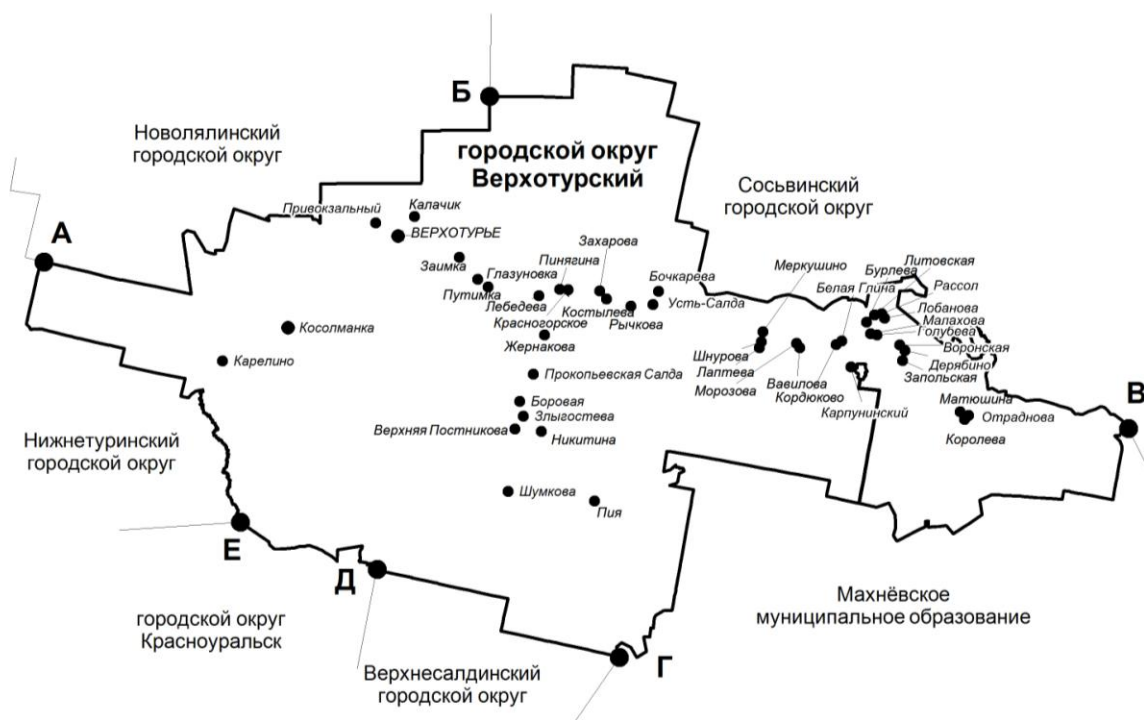 Б
Новолялинский
городской округ
городской округ
Верхотурский
Сосьвинский
городской округ
А
Привокзальный
Калачик
ВЕРХОТУРЬЕ
Заимка
Глазуновка
Путимка
Лебедева
Пинягина
Красногорское
Захарова
Костылева
Бочкарева
Рычкова
Усть-Салда
Жернакова
Косолманка
Карелино
Прокопьевская Салда
Боровая
Злыгостева
Верхняя Постникова
Никитина
Шумкова
Пия
Меркушино
Белая Глина
Бурлева
Литовская
Рассол
Лобанова
Малахова
Голубева
Воронская
Дерябино
Запольская
Шнурова
Лаптева
Морозова
Вавилова
Кордюково
Карпунинский
Матюшина
Отраднова
Королева
В
Нижнетуринский
городской округ
Е
Д
городской округ
Красноуральск
Верхнесалдинский
городской округ
Г
Махнёвское
муниципальное образование